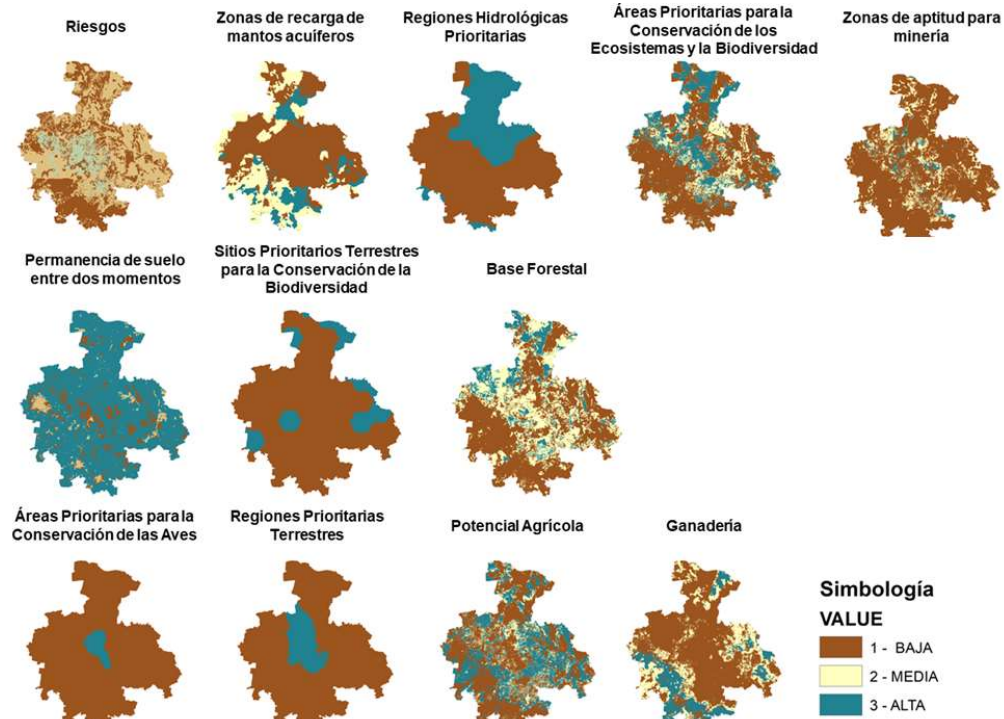 Riesgos
Zonas de recarga de
mantos acuíferos
Regiones Hidrológicas
Prioritarias
Áreas Prioritarias para la
Conservación de los
Ecosistemas y la Biodiversidad
Zonas de aptitud para
minería
Permanencia de suelo
entre dos momentos
Sitios Prioritarios Terrestres
para la Conservación de la
Biodiversidad
Base Forestal
Áreas Prioritarias para la
Conservación de las Aves
Regiones Prioritarias
Terrestres
Potencial Agrícola
Ganadería
Simbología
VALUE
1 - BAJA
2 - MEDIA
3 - ALTA